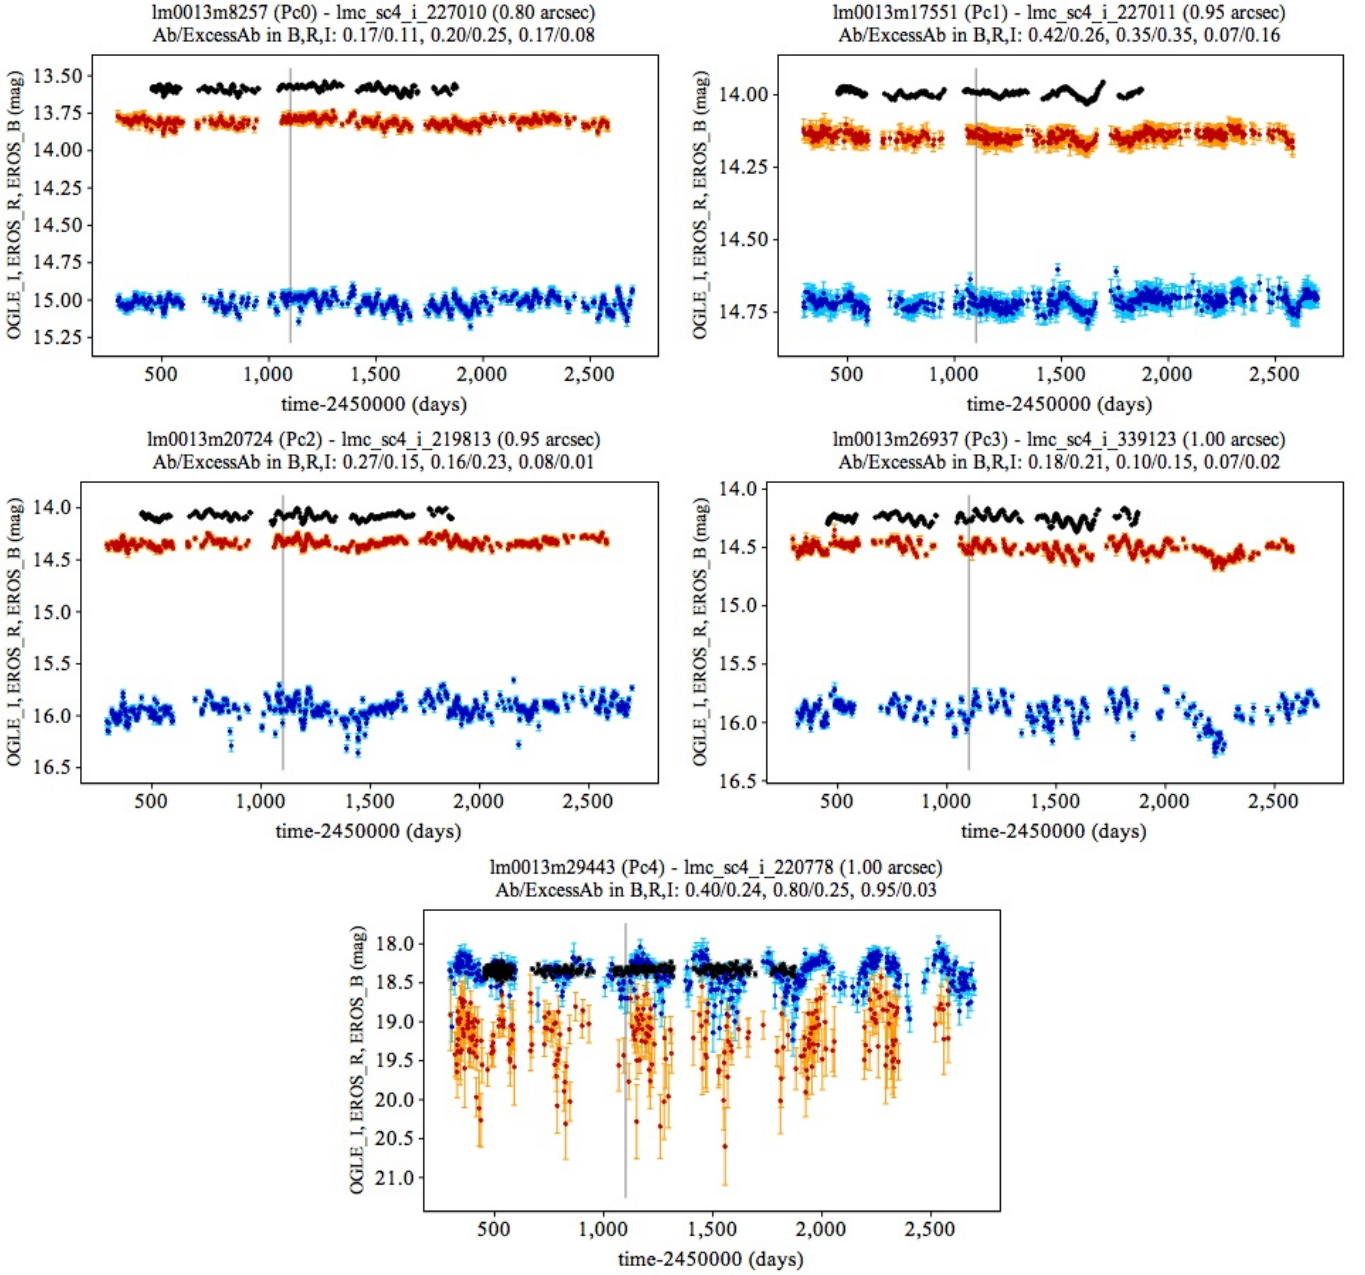 lm0013m8257 (Pc0) - lmc_sc4_i_227010 (0.80 arcsec)
Ab/ExcessAb in B,R,I: 0.17/0.11, 0.20/0.25, 0.17/0.08
OGLE_I, EROS_R, EROS_B (mag)
13.50
13.75
14.00
14.25
14.50
14.75
15.00
15.25
500
1,000
1,500
2,000
2,500
time-2450000 (days)
lm0013m17551 (Pc1) - lmc_sc4_i_227011 (0.95 arcsec)
Ab/ExcessAb in B,R,I: 0.42/0.26, 0.35/0.35, 0.07/0.16
OGLE_I, EROS_R, EROS_B (mag)
14.00
14.25
14.50
14.75
500
1,000
1,500
2,000
2,500
time-2450000 (days)
lm0013m20724 (Pc2) - lmc_sc4_i_219813 (0.95 arcsec)
Ab/ExcessAb in B,R,I: 0.27/0.15, 0.16/0.23, 0.08/0.01
OGLE_I, EROS_R, EROS_B (mag)
14.0
14.5
15.0
15.5
16.0
16.5
500
1,000
1,500
2,000
2,500
time-2450000 (days)
lm0013m26937 (Pc3) - lmc_sc4_i_339123 (1.00 arcsec)
Ab/ExcessAb in B,R,I: 0.18/0.21, 0.10/0.15, 0.07/0.02
OGLE_I, EROS_R, EROS_B (mag)
14.0
14.5
15.0
15.5
16.0
16.5
500
1,000
1,500
2,000
2,500
time-2450000 (days)
lm0013m29443 (Pc4) - lmc_sc4_i_220778 (1.00 arcsec)
Ab/ExcessAb in B,R,I: 0.40/0.24, 0.80/0.25, 0.95/0.03
OGLE_I, EROS_R, EROS_B (mag)
18.0
18.5
19.0
19.5
20.0
20.5
21.0
500
1,000
1,500
2,000
2,500
time-2450000 (days)